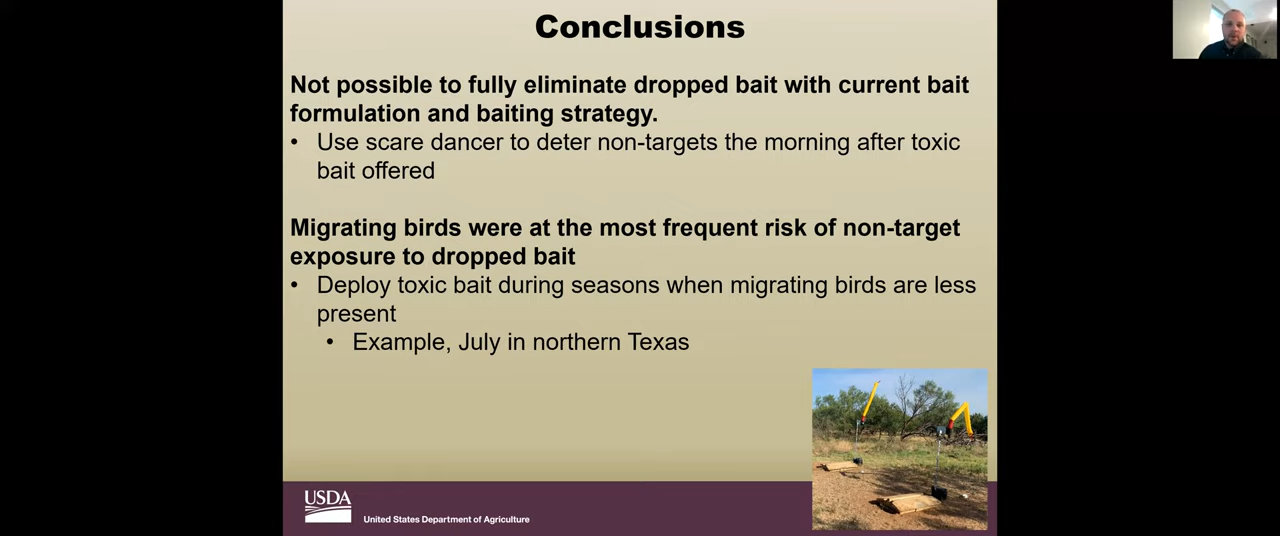 Conclusions
Not possible to fully eliminate dropped bait with current bait
formulation and baiting strategy.
• Use scare dancer to deter non-targets the morning after toxic
bait offered
Migrating birds were at the most frequent risk of non-target
exposure to dropped bait
• Deploy toxic bait during seasons when migrating birds are less
present
• Example, July in northern Texas
USDA
United States Department of Agriculture